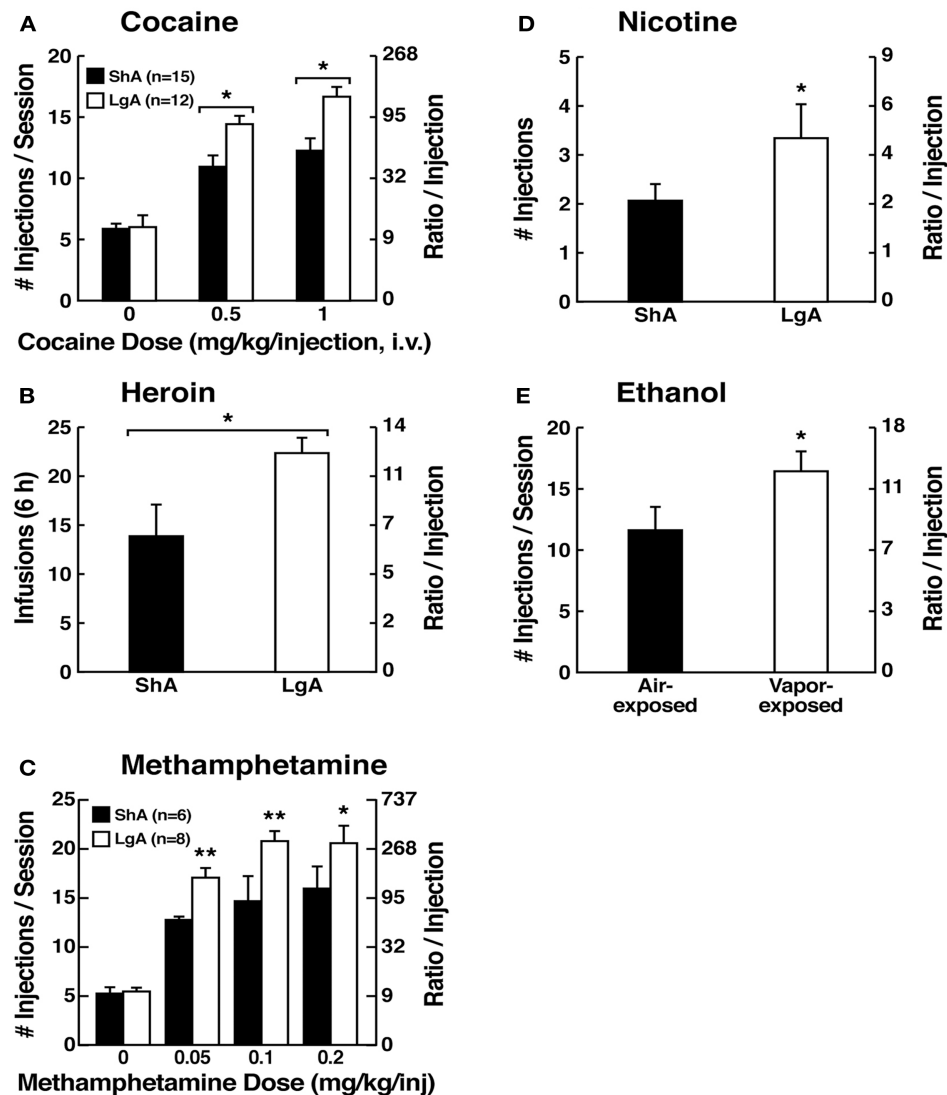 A Cocaine
# Injections / Session
20
15
10
5
0
ShA (n=15)
LgA (n=12)
*
*
268
95
32
9
0
Ratio / Injection
0 0.5 1
Cocaine Dose (mg/kg/injection, i.v.)
B Heroin
Infusions (6 h)
25
20
15
10
5
0
*
14
11
7
5
2
0
Ratio / Injection
ShA LgA
C Methamphetamine
# Injections / Session
25
20
15
10
5
0
ShA (n=6)
LgA (n=8)
**
**
*
737
268
95
32
9
0
Ratio / Injection
0 0.05 0.1 0.2
Methamphetamine Dose (mg/kg/inj)
D Nicotine
# Injections
5
4
3
2
1
0
*
9
6
4
2
1
0
Ratio / Injection
ShA LgA
E Ethanol
# Injections / Session
20
15
10
5
0
*
18
11
7
3
0
Ratio / Injection
Air- Vapor-
exposed exposed